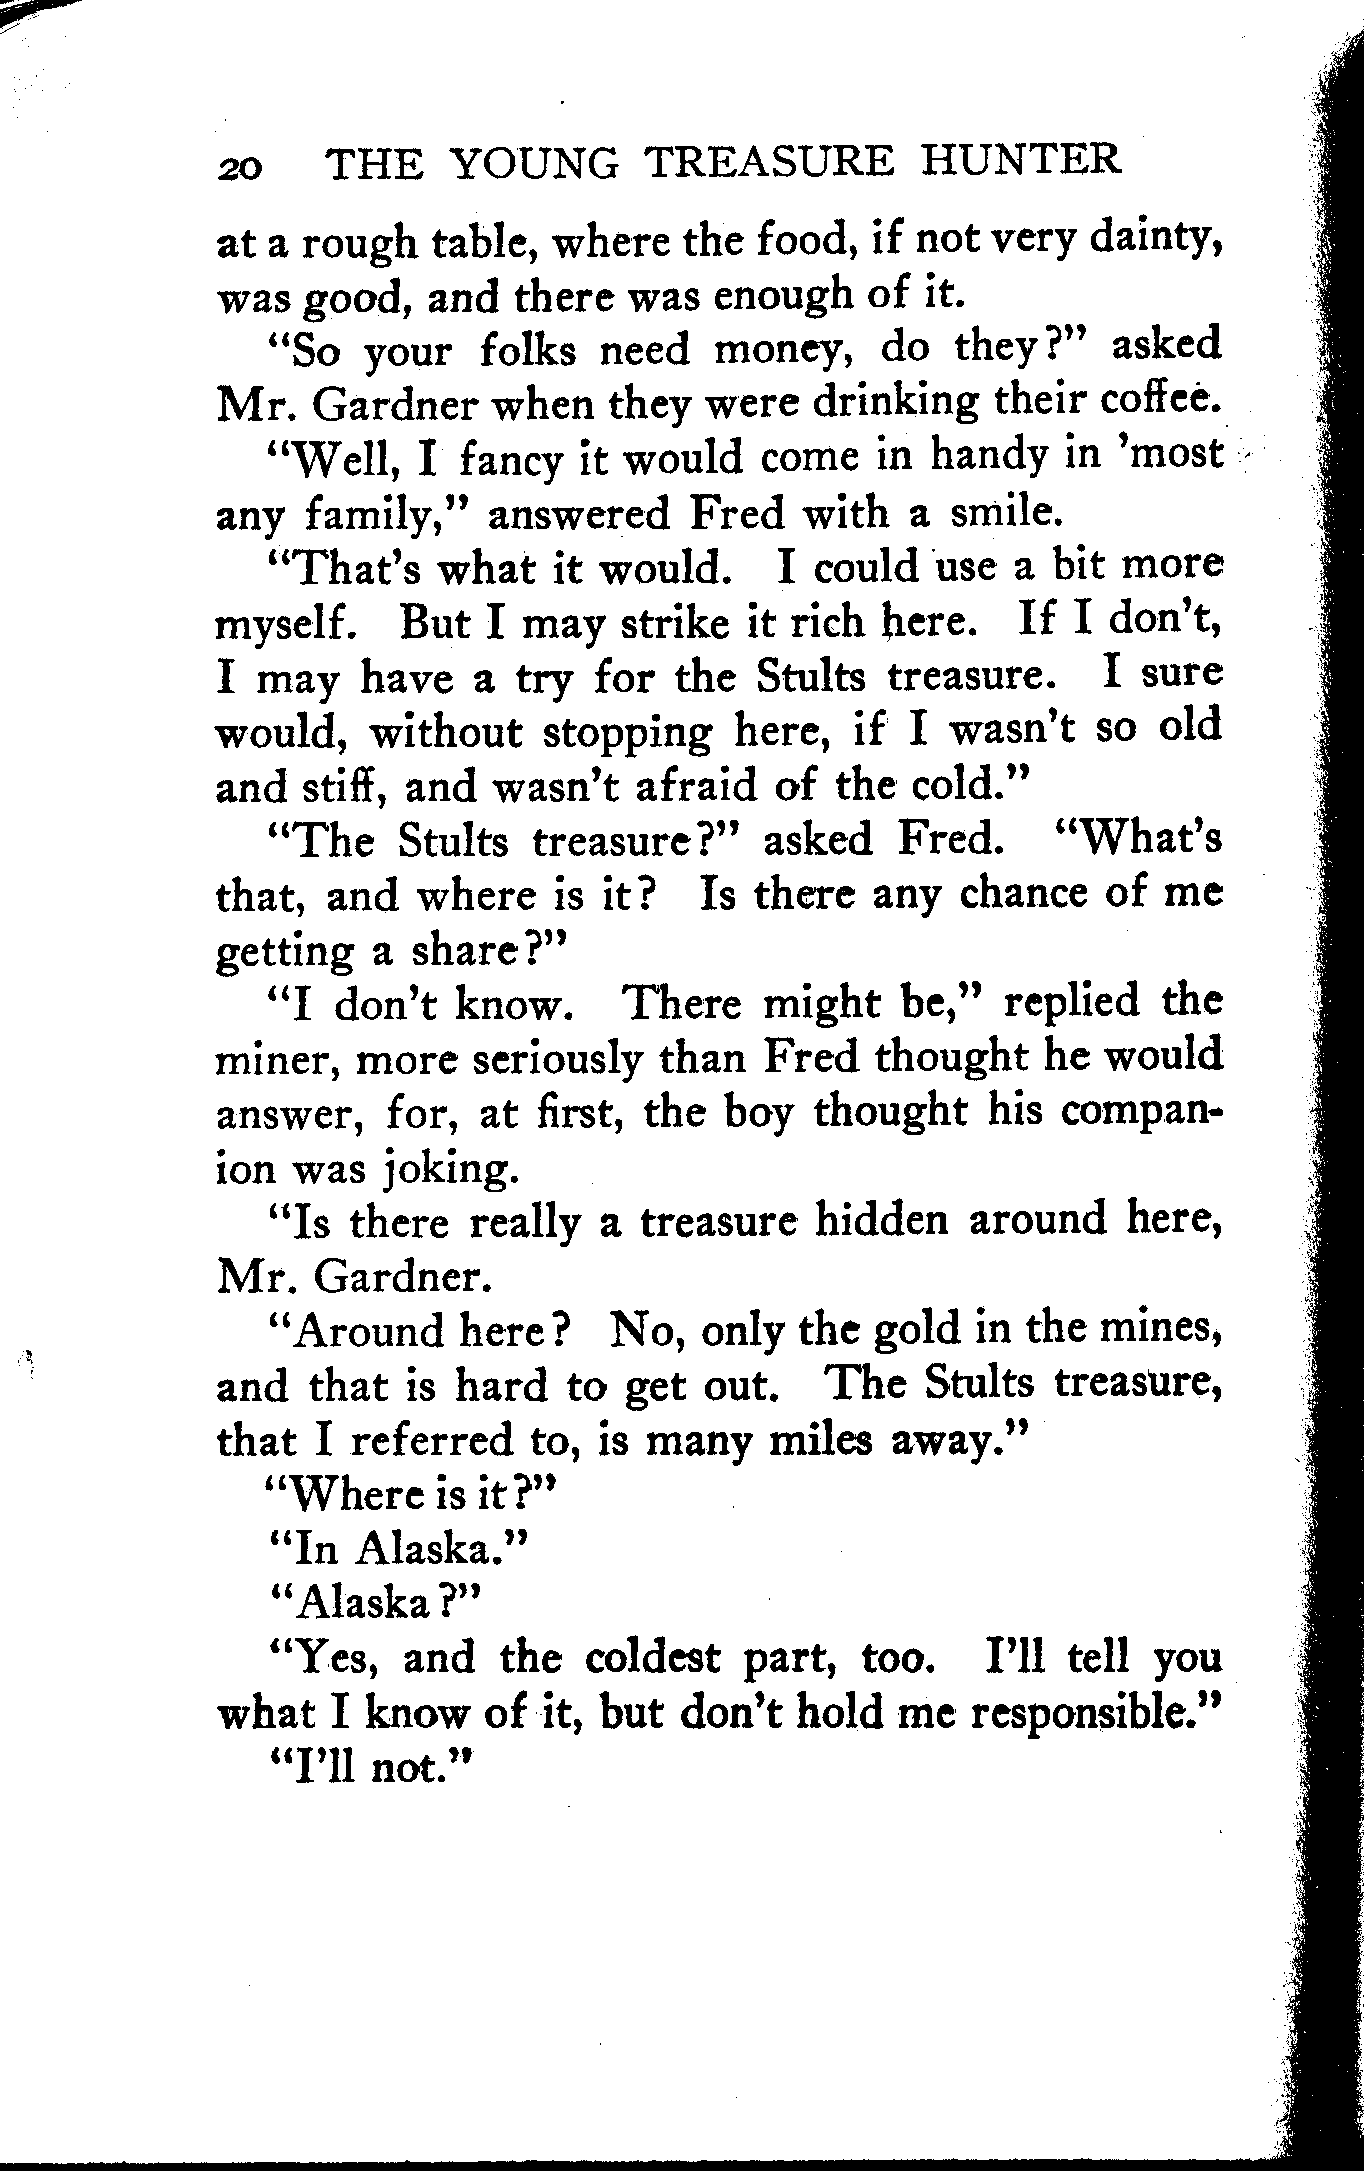 20 THE YOUNG TREASURE HUNTER
at a rough table, where the food, if not very dainty,
was good, and there was enough of it.
“So your folks need money, do they?” asked
Mr. Gardner when they were drinking their coffee.
“Well, I fancy it would come in handy in ’most
any family,” answered Fred with a smile.
“That’s what it would. I could use a bit more
myself. But I may strike it rich here. If I don’t,
I may have a try for the Stults treasure. I sure
would, without stopping here, if I wasn’t so old
and stiff, and wasn’t afraid of the cold.”
“The Stults treasure?” asked Fred. “What’s
that, and where is it? Is there any chance of me
getting a share?”
“I don’t know. There might be,” replied the
miner, more seriously than Fred thought he would
answer, for, at first, the boy thought his compan-
ion was joking.
“Is there really a treasure hidden around here,
Mr. Gardner.
“Around here? No, only the gold in the mines,
and that is hard to get out. The Stults treasure,
that I referred to, is many miles away.”
“Where is it?”
“In Alaska.”
“Alaska?”
“Yes, and the coldest part, too. I’ll tell you
what I know of it, but don’t hold me responsible.”
“I’ll not.”